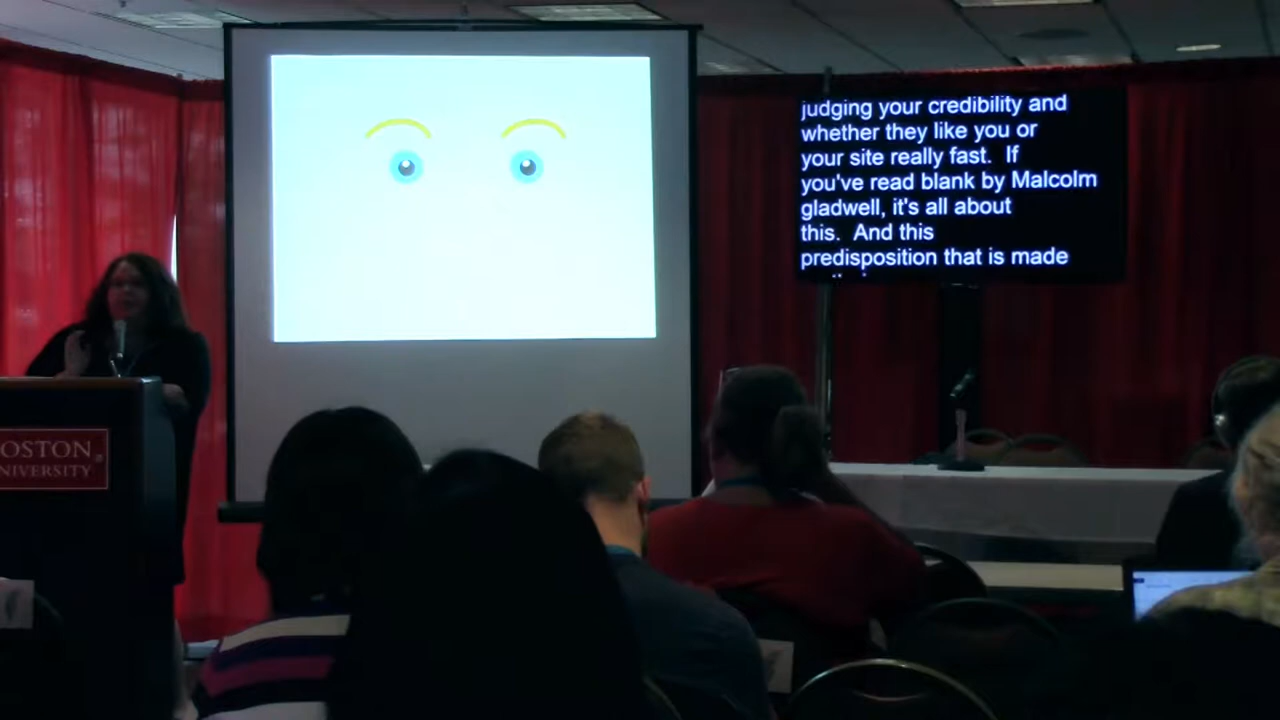 OSTON
NIVERSITY
judging your credibility and
whether they like you or
your site really fast.  If
you've read blank by Malcolm
gladwell, it's all about
this.  And this
predisposition that is made